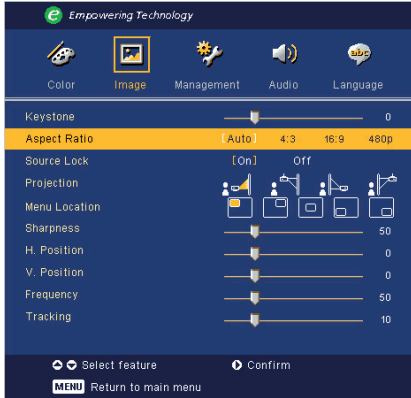 e Empowering Technology
abc
Color Image Management Audio Language
Keystone 0
Aspect Ratio [Auto] 4:3 16:9 480p
Source Lock [On] Off
Projection
Menu Location
Sharpness 50
H. Position 0
V. Position 0
Frequency 50
Tracking 10
Select feature Confirm
MENU Return to main menu